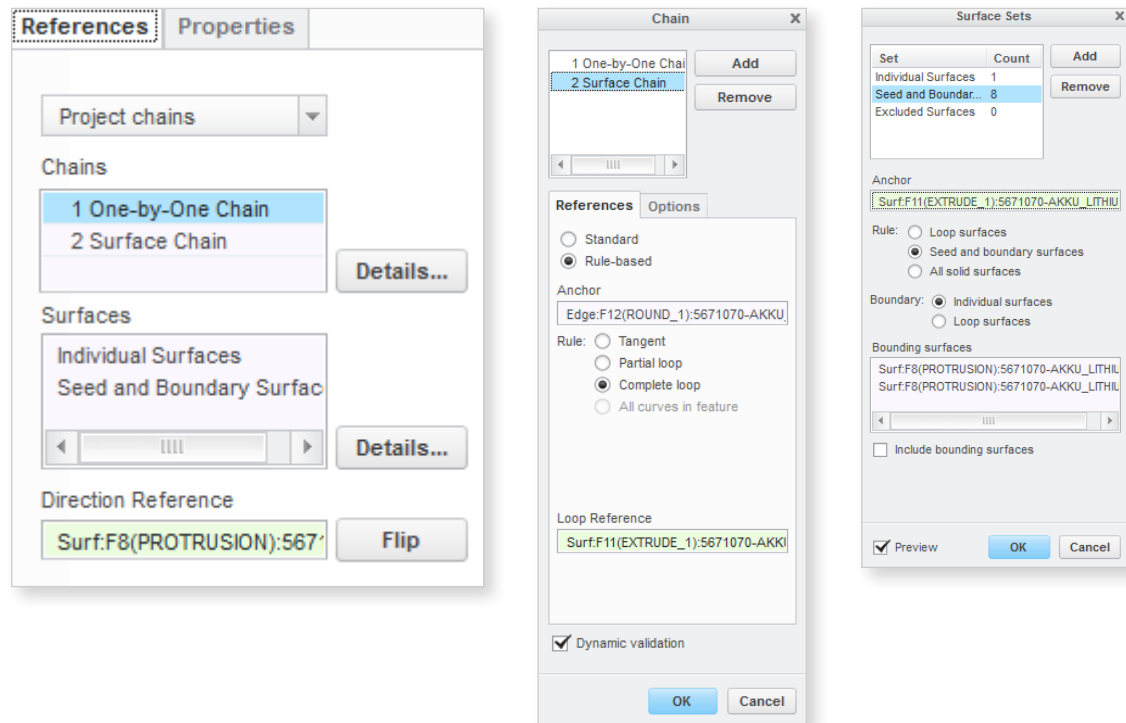 References Properties
Project chains
Chains
1 One-by-One Chain
2 Surface Chain
Details...
Surfaces
Individual Surfaces
Seed and Boundary Surfac
Details...
Direction Reference
Surf:F8(PROTRUSION):567
Flip
Chain X
1 One-by-One Chai
2 Surface Chain
Add
Remove
References Options
Standard
Rule-based
Anchor
Edge:F12(ROUND_1):5671070-AKKU_
Rule: Tangent
Partial loop
Complete loop
All curves in feature
Loop Reference
Surf:F11(EXTRUDE_1):5671070-AKK
Dynamic validation
OK Cancel
Surface Sets X
Set Count
Individual Surfaces 1
Seed and Boundar... 8
Excluded Surfaces 0
Add
Remove
Anchor
Surf:F11(EXTRUDE_1):5671070-AKKU_LITHIU
Rule: Loop surfaces
Seed and boundary surfaces
All solid surfaces
Boundary: Individual surfaces
Loop surfaces
Bounding surfaces
Surf:F8(PROTRUSION):5671070-AKKU_LITHIU
Surf:F8(PROTRUSION):5671070-AKKU_LITHIU
Include bounding surfaces
Preview OK Cancel